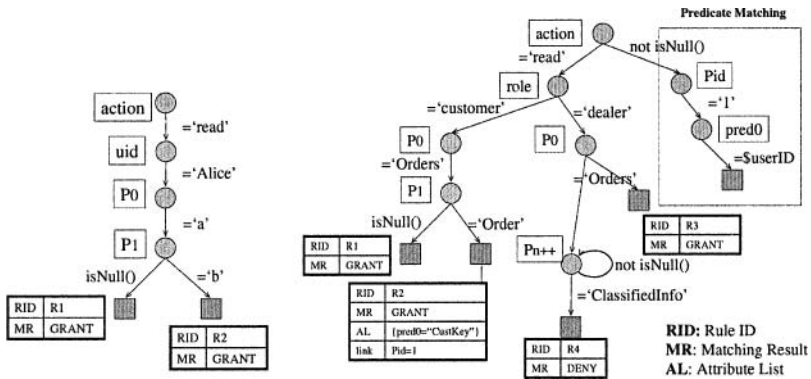 Predicate Matching
action
='read'
not isNull()
role
Pid
='1'
pred0
=$userID
='customer'
='dealer'
P0
P0
='Orders'
='Orders'
P1
isNull()
='Order'
RID R1
MR GRANT
RID R2
MR GRANT
AL {pred0="CustKey"}
link Pid=1
Pn++
not isNull()
='ClassifiedInfo'
RID R3
MR GRANT
RID R4
MR DENY
action
='read'
uid
='Alice'
P0
='a'
P1
isNull()
='b'
RID R1
MR GRANT
RID R2
MR GRANT
RID: Rule ID
MR: Matching Result
AL: Attribute List